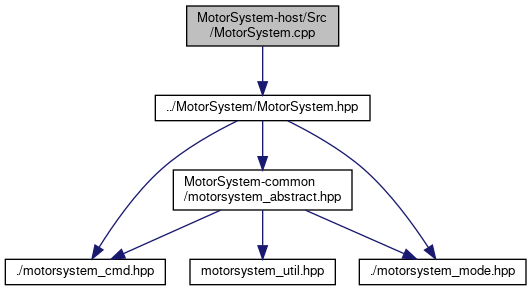 MotorSystem-host/Src
/MotorSystem.cpp
../MotorSystem/MotorSystem.hpp
MotorSystem-common
/motorsystem_abstract.hpp
./motorsystem_cmd.hpp
motorsystem_util.hpp
./motorsystem_mode.hpp